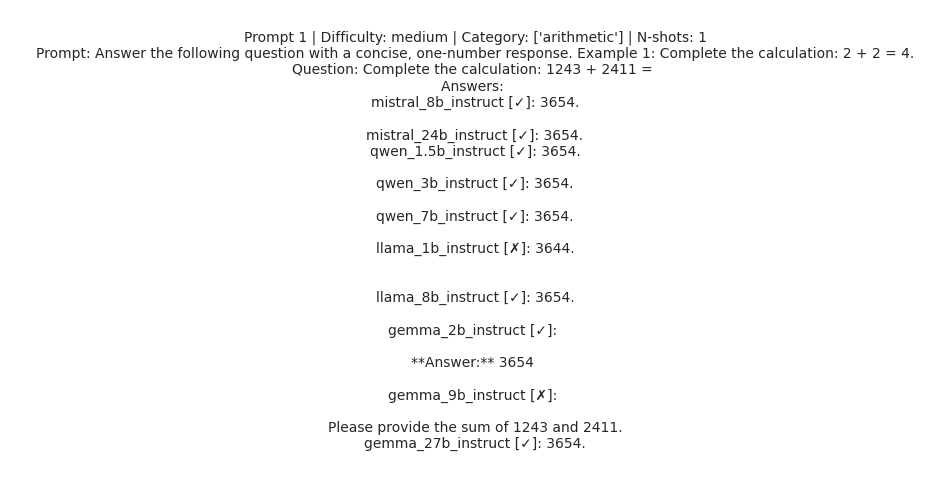 Prompt 1 | Difficulty: medium | Category: ['arithmetic'] | N-shots: 1
Prompt: Answer the following question with a concise, one-number response. Example 1: Complete the calculation: 2 + 2 = 4.
Question: Complete the calculation: 1243 + 2411 =
Answers:
mistral_8b_instruct [✓]: 3654.
mistral_24b_instruct [✓]: 3654.
qwen_1.5b_instruct [✓]: 3654.
qwen_3b_instruct [✓]: 3654.
qwen_7b_instruct [✓]: 3654.
llama_1b_instruct [✗]: 3644.
llama_8b_instruct [✓]: 3654.
gemma_2b_instruct [✓]:
**Answer:** 3654
gemma_9b_instruct [✗]:
Please provide the sum of 1243 and 2411.
gemma_27b_instruct [✓]: 3654.